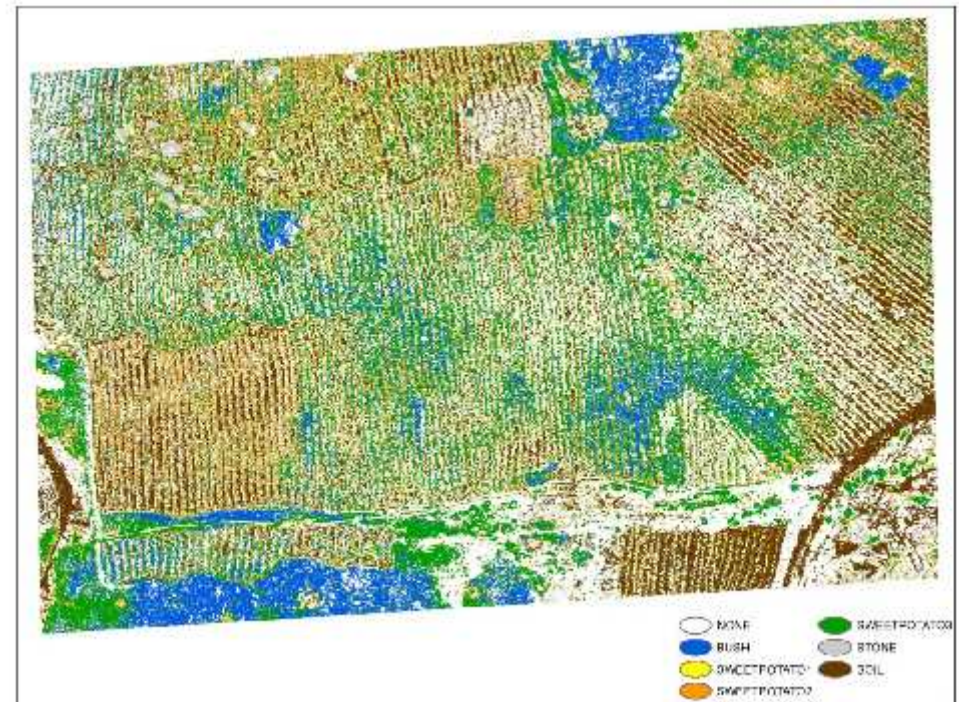 NONE
BUSH
SWEETPOTATO1
SWEETPOTATO2
SWEETPOTATO3
STONE
SOIL